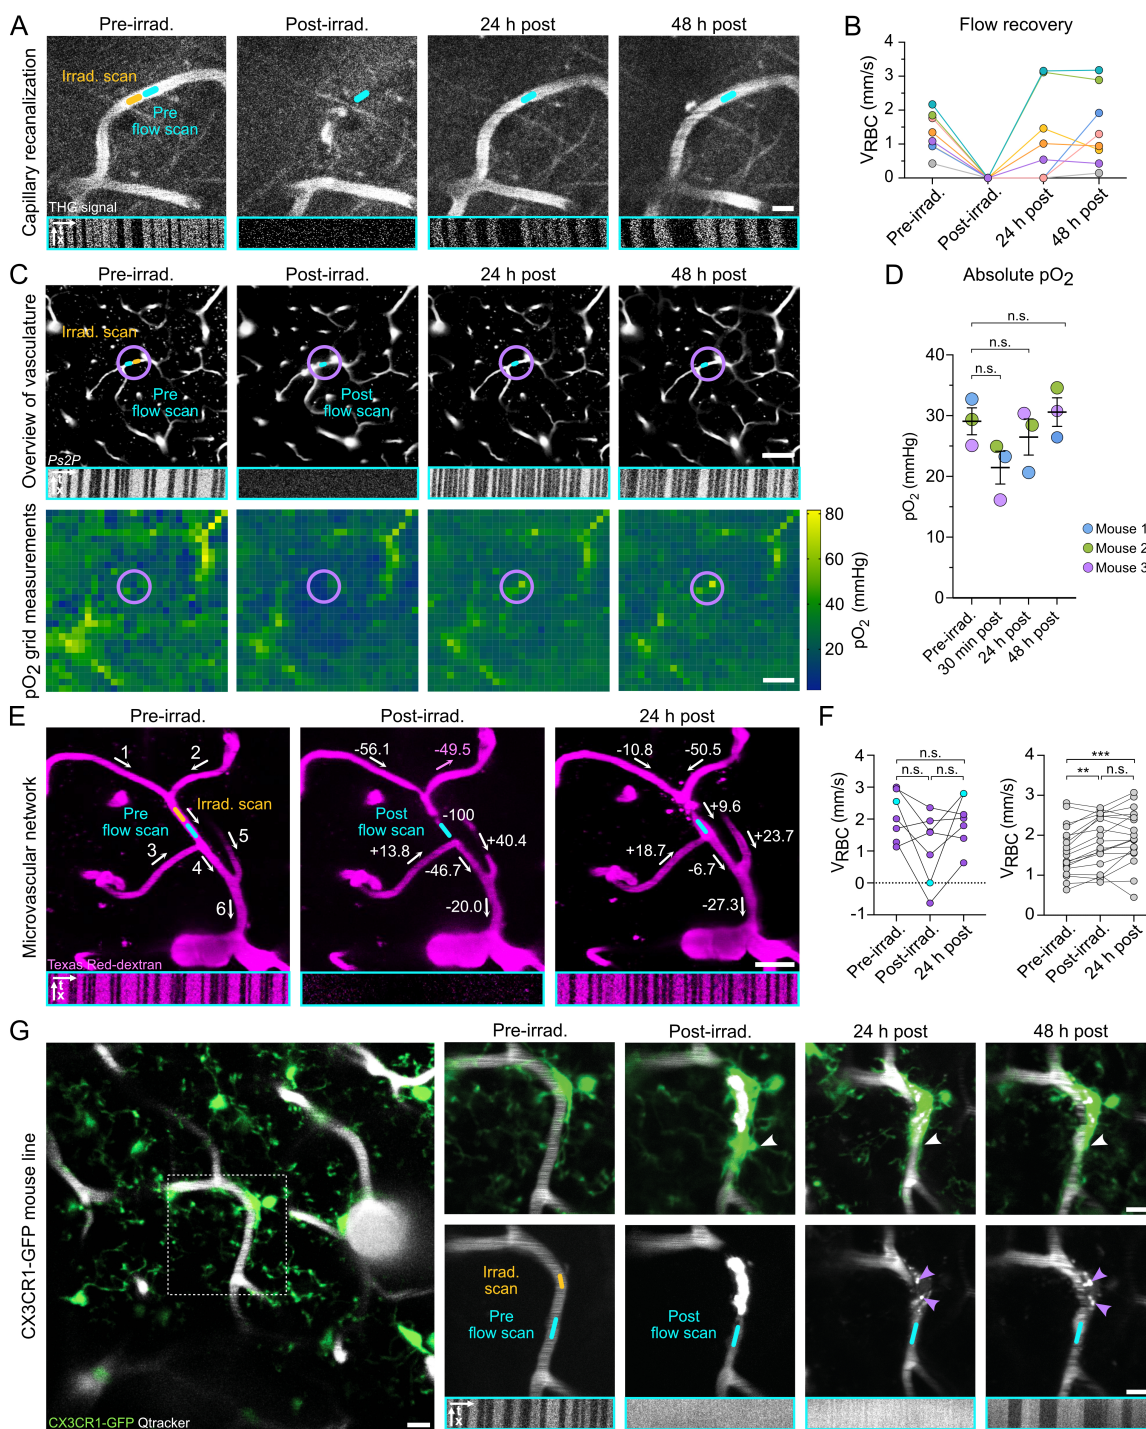 A
Pre-irrad.
Post-irrad.
24 h post
48 h post
Capillary recanalization
Irrad. scan
Pre
flow scan
THG signal
t
x
B
Flow recovery
V_RBC (mm/s)
4
3
2
1
0
Pre-irrad.
Post-irrad.
24 h post
48 h post
C
Pre-irrad.
Post-irrad.
24 h post
48 h post
Overview of vasculature
Irrad. scan
Pre
flow scan
Post
flow scan
Ps2P
t
x
pO2 grid measurements
80
60
40
20
pO2 (mmHg)
D
Absolute pO2
n.s.
n.s.
n.s.
pO2 (mmHg)
40
30
20
10
0
Pre-irrad.
30 min post
24 h post
48 h post
Mouse 1
Mouse 2
Mouse 3
E
Pre-irrad.
Post-irrad.
24 h post
Microvascular network
1
2
Irrad. scan
Pre
flow scan
3
4
5
6
Texas Red-dextran
t
x
-56.1
-49.5
Post
flow scan
-100
+13.8
+40.4
-46.7
-20.0
-10.8
-50.5
+9.6
+18.7
+23.7
-6.7
-27.3
F
V_RBC (mm/s)
n.s.
n.s.
n.s.
4
3
2
1
0
-1
Pre-irrad.
Post-irrad.
24 h post
V_RBC (mm/s)
***
**
n.s.
4
3
2
1
0
Pre-irrad.
Post-irrad.
24 h post
G
CX3CR1-GFP mouse line
CX3CR1-GFP Qtracker
Pre-irrad.
Post-irrad.
24 h post
48 h post
Irrad.
scan
Pre
flow scan
Post
flow scan
t
x